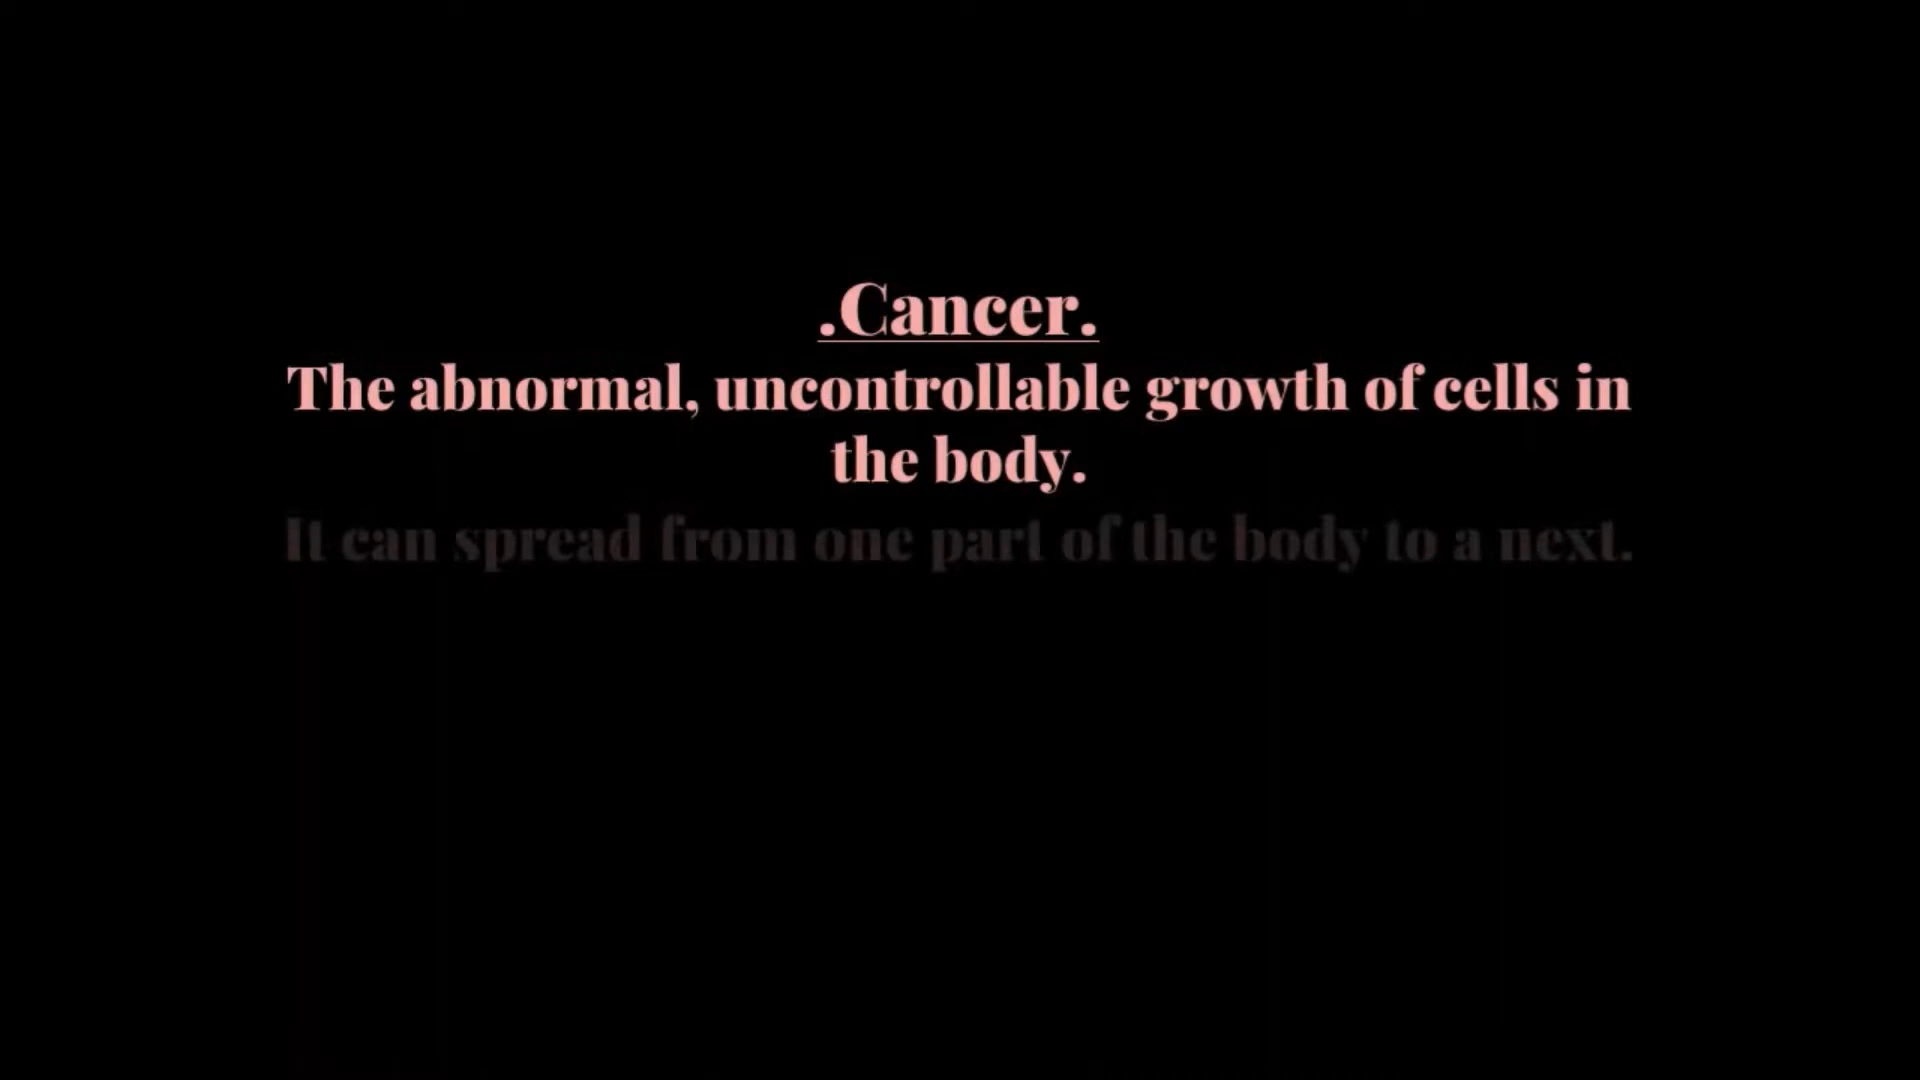 .Cancer.
The abnormal, uncontrollable growth of cells in
the body.
It can spread from one part of the body to a next.